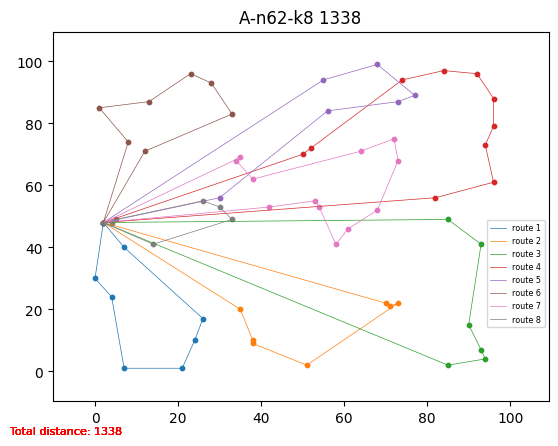 A-n62-k8 1338
100
80
60
40
20
0
0 20 40 60 80 100
route 1
route 2
route 3
route 4
route 5
route 6
route 7
route 8
Total distance: 1338